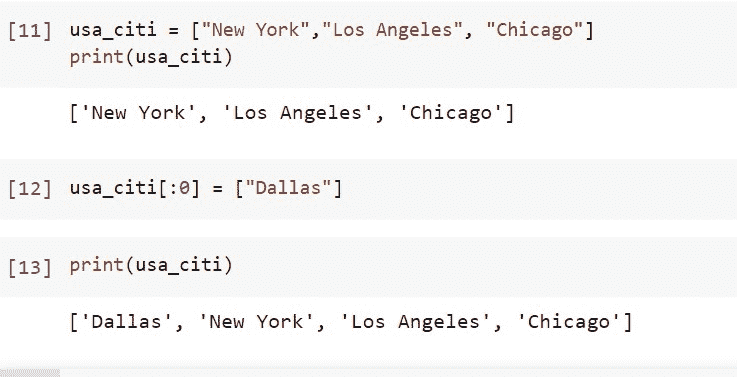 [11] usa_citi = ["New York","Los Angeles", "Chicago"]
print(usa_citi)
['New York', 'Los Angeles', 'Chicago']
[12] usa_citi[:0] = ["Dallas"]
[13] print(usa_citi)
['Dallas', 'New York', 'Los Angeles', 'Chicago']